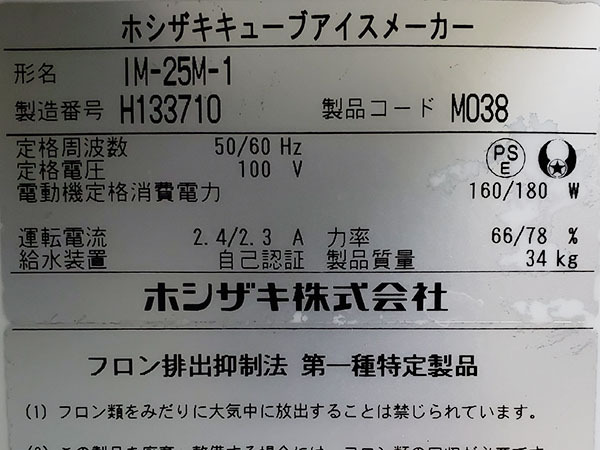 ホシザキキューブアイスメーカー
形名 IM-25M-1
製造番号 H133710 製品コード M038
定格周波数 50/60 Hz
定格電圧 100 V
電動機定格消費電力 160/180 W
PS
E
運転電流 2.4/2.3 A 力率 66/78 %
給水装置 自己認証 製品質量 34 kg
ホシザキ株式会社
フロン排出抑制法 第一種特定製品
(1) フロン類をみだりに大気中に放出することは禁じられています。